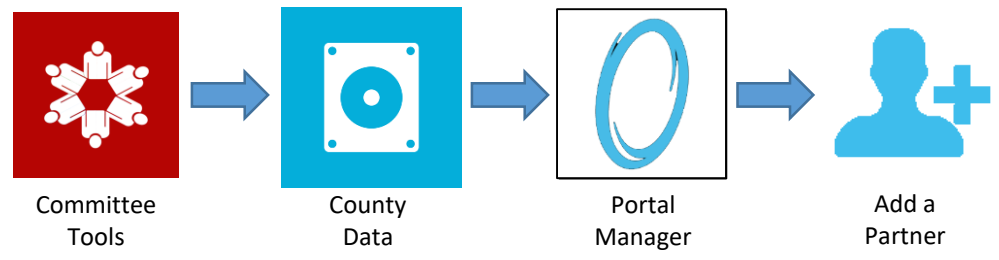 Committee
Tools
County
Data
Portal
Manager
Add a
Partner